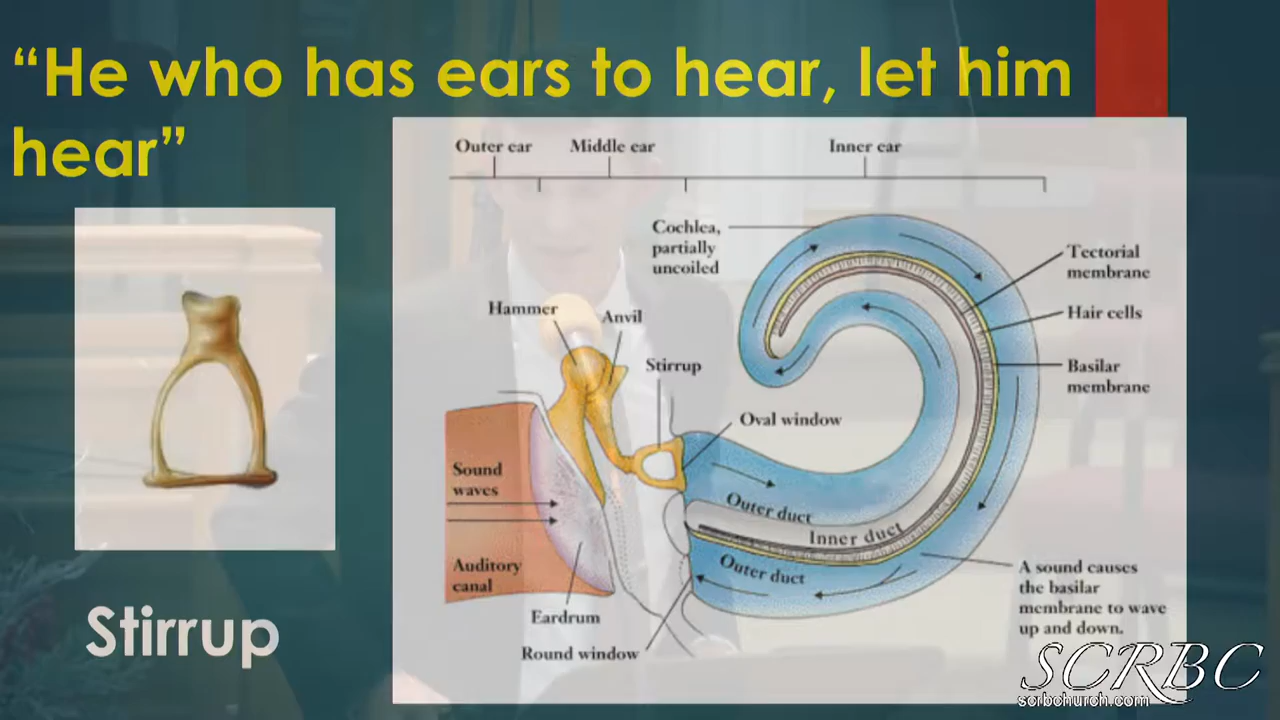 “He who has ears to hear, let him
hear”
Outer ear
Middle ear
Inner ear
Cochlea,
partially
uncoiled
Tectorial
membrane
Hammer
Anvil
Hair cells
Stirrup
Basilar
membrane
Oval window
Sound
waves
Outer duct
Inner duct
Auditory
canal
Outer duct
A sound causes
the basilar
membrane to wave
up and down.
Eardrum
Round window
Stirrup
SCRBC
scrbchurch.com